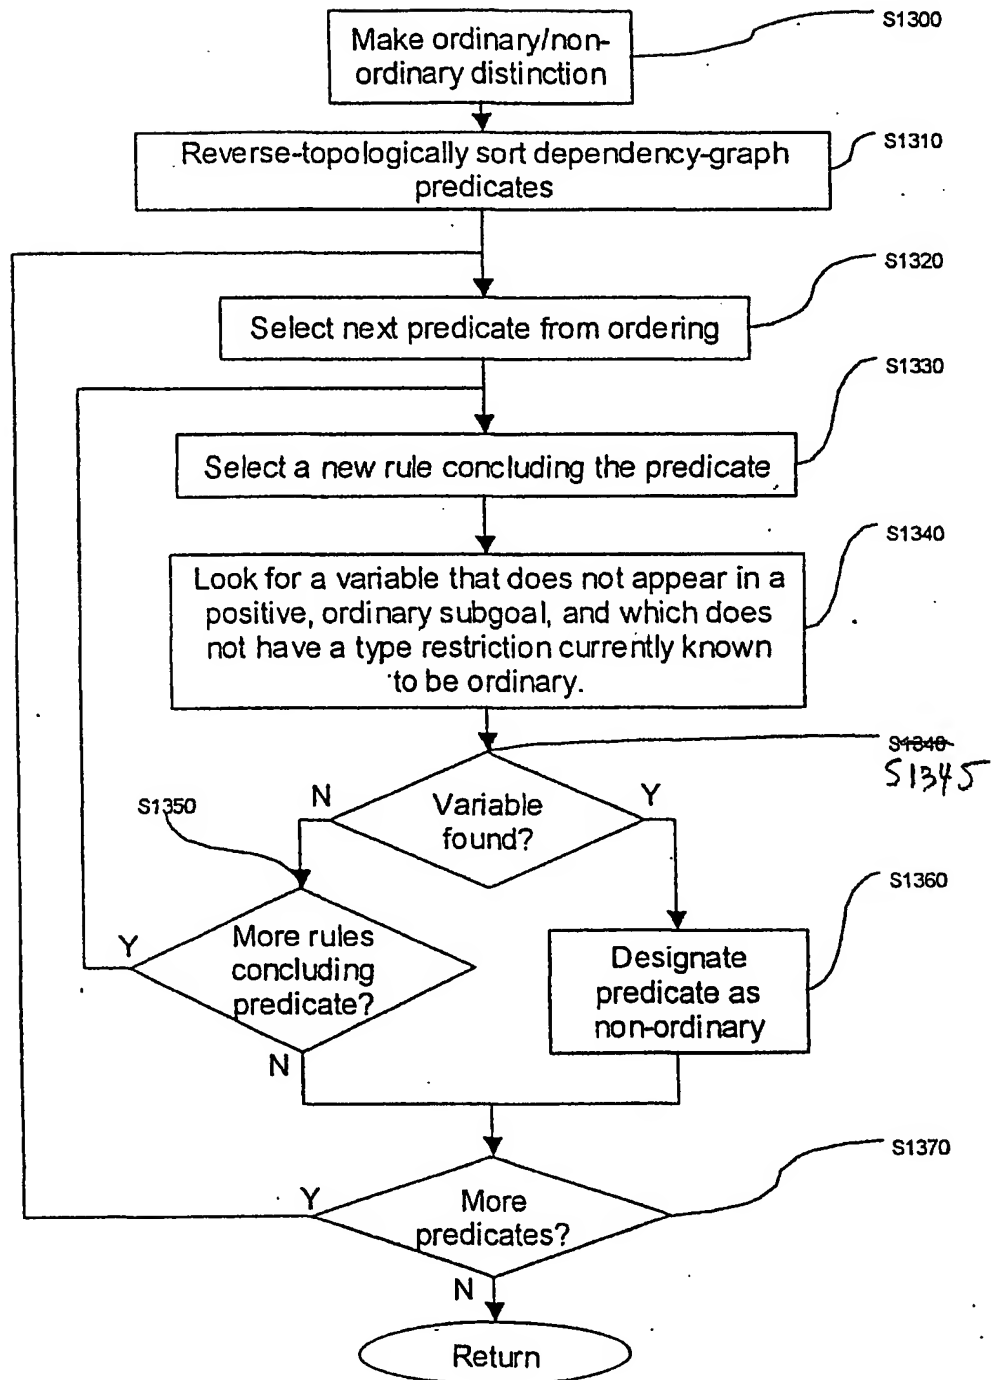 S1300
Make ordinary/non-
ordinary distinction
S1310
Reverse-topologically sort dependency-graph
predicates
S1320
Select next predicate from ordering
S1330
Select a new rule concluding the predicate
S1340
Look for a variable that does not appear in a
positive, ordinary subgoal, and which does
not have a type restriction currently known
to be ordinary.
S1340
S1345
N
Y
Variable
found?
S1350
S1360
Y
More rules
concluding
predicate?
N
Designate
predicate as
non-ordinary
S1370
Y
More
predicates?
N
Return